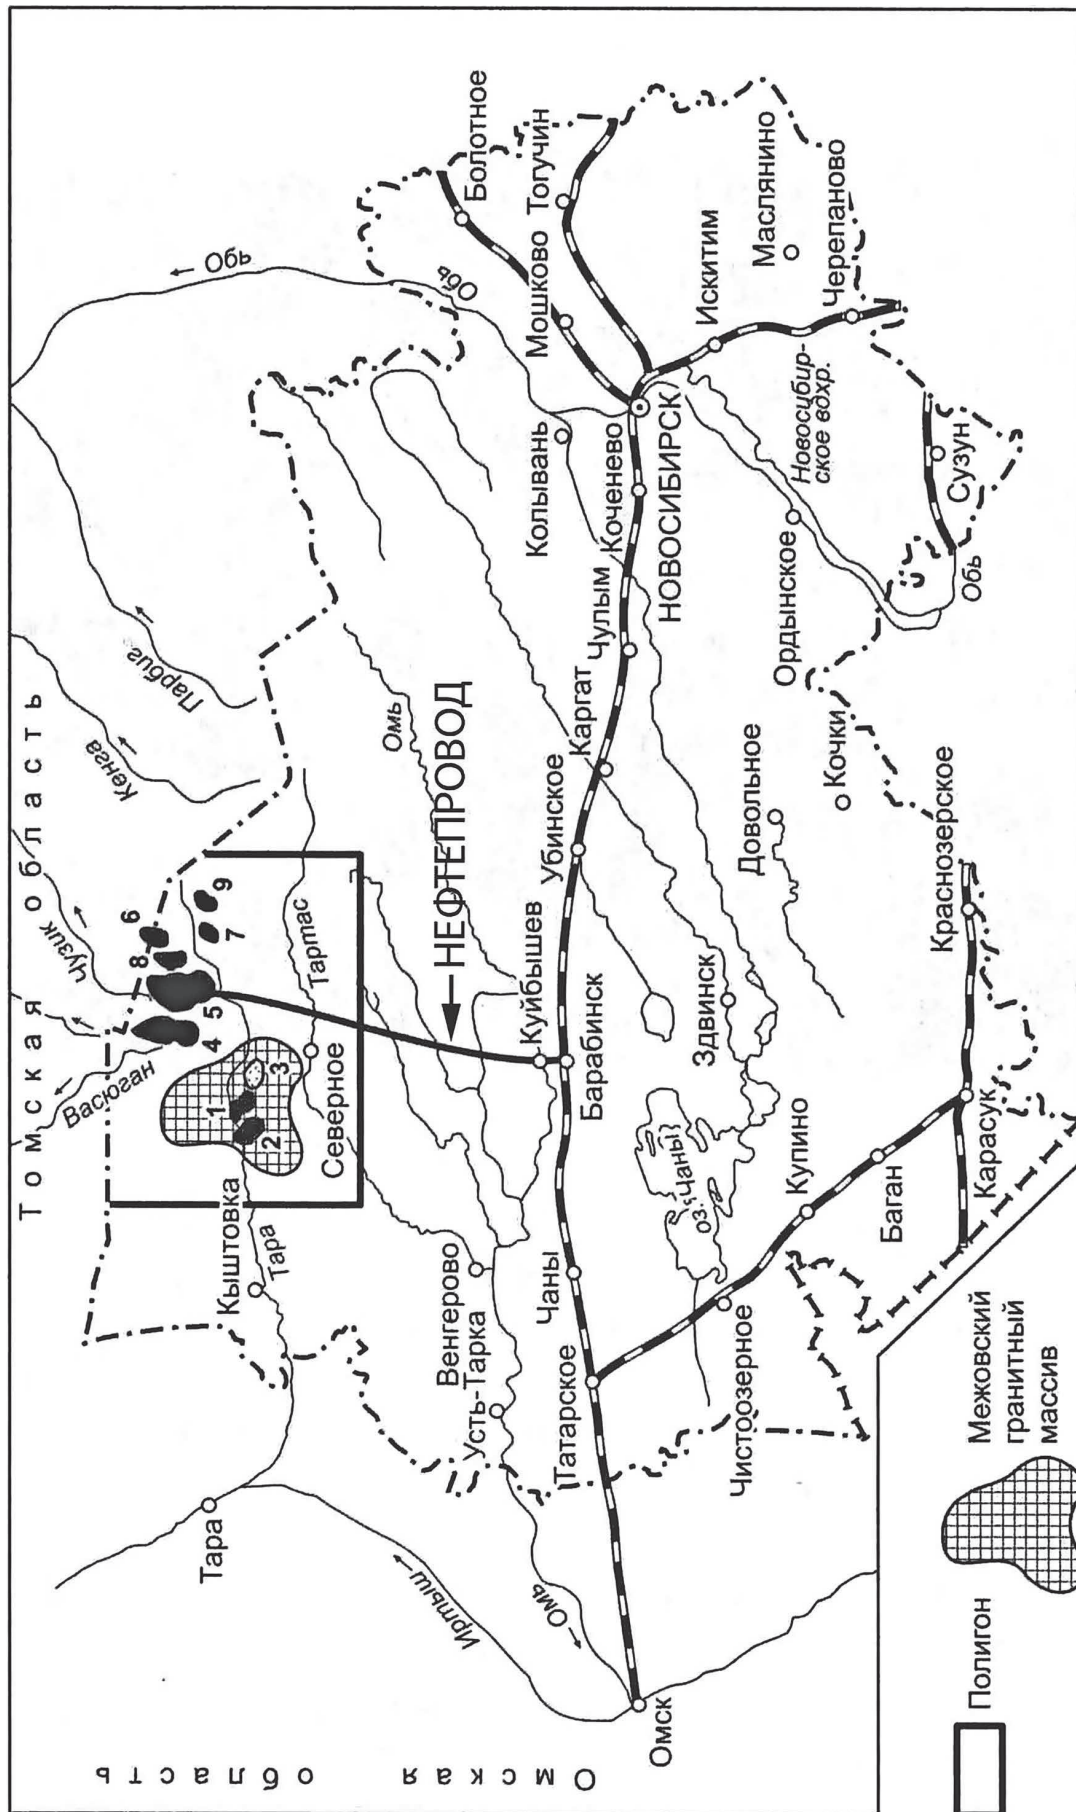 Томская область
Омская область
Васюган
Чузик
Кенга
Парбиг
Обь
8
6
4
5
7
9
1
2
3
Кыштовка
Тара
Тара
Северное
Тартас
Омь
НЕФТЕПРОВОД
Иртыш
Омь
Омск
Венгерово
Усть-Тарка
Татарское
Чаны
Куйбышев
Барабинск
Убинское
Каргат
Чулым
Коченево
НОВОСИБИРСК
Колывань
Обь
Мошково
Болотное
Тогучин
Искитим
Маслянино
Черепаново
Новосибир-
ское вдхр.
Сузун
Обь
Ордынское
Кочки
Довольное
Здвинск
оз. Чаны
Чистоозерное
Купино
Баган
Карасук
Краснозерское
Полигон
Межовский
гранитный
массив